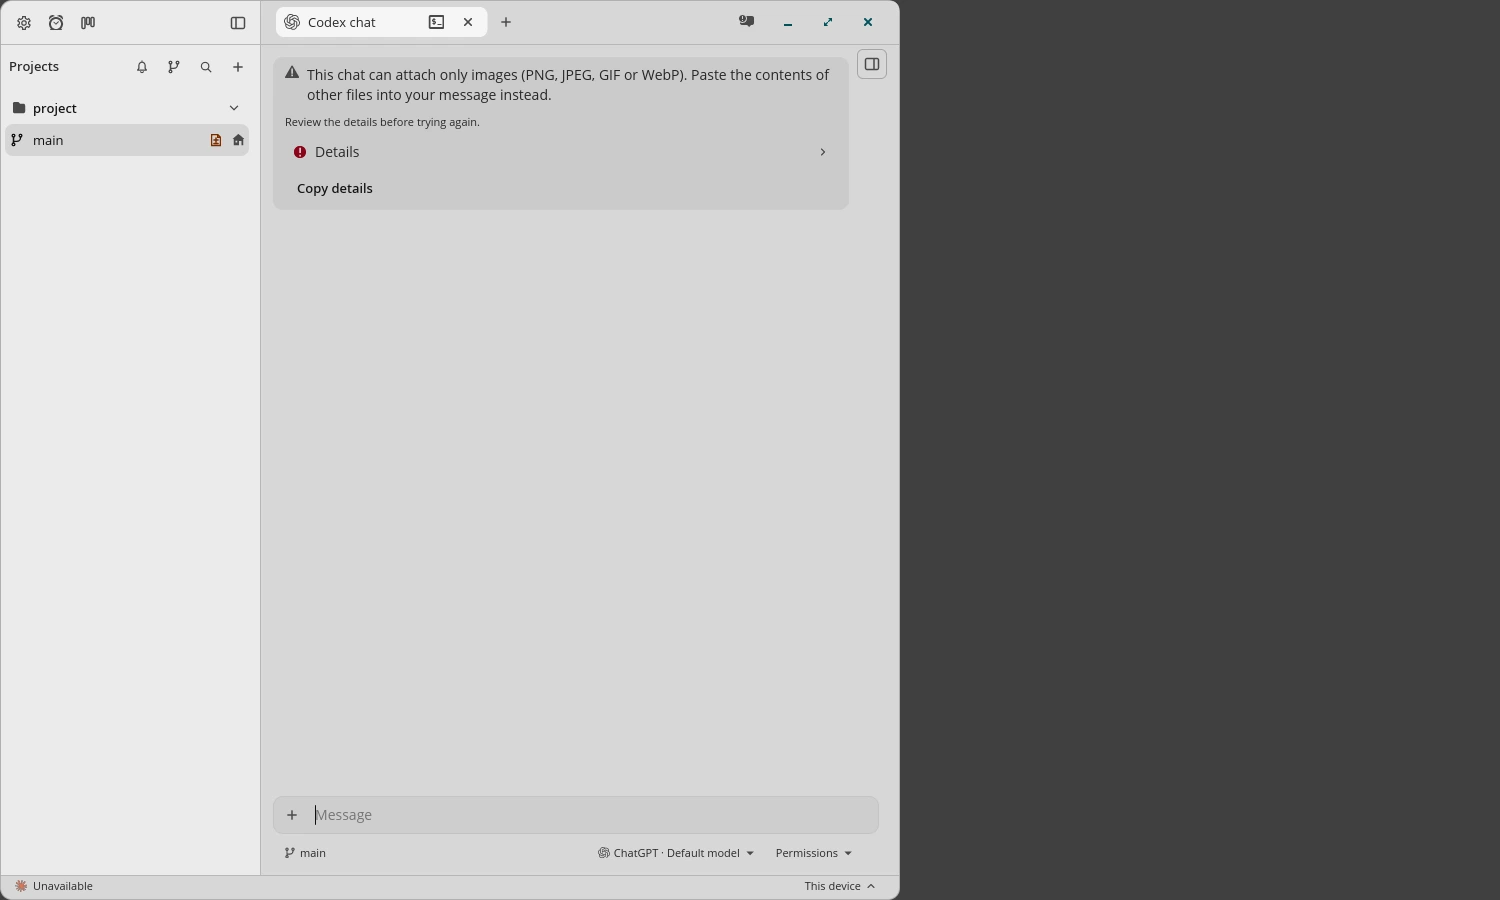 Codex chat
Projects
project
main
This chat can attach only images (PNG, JPEG, GIF or WebP). Paste the contents of
other files into your message instead.
Review the details before trying again.
Details
Copy details
Message
main
ChatGPT · Default model
Permissions
Unavailable
This device